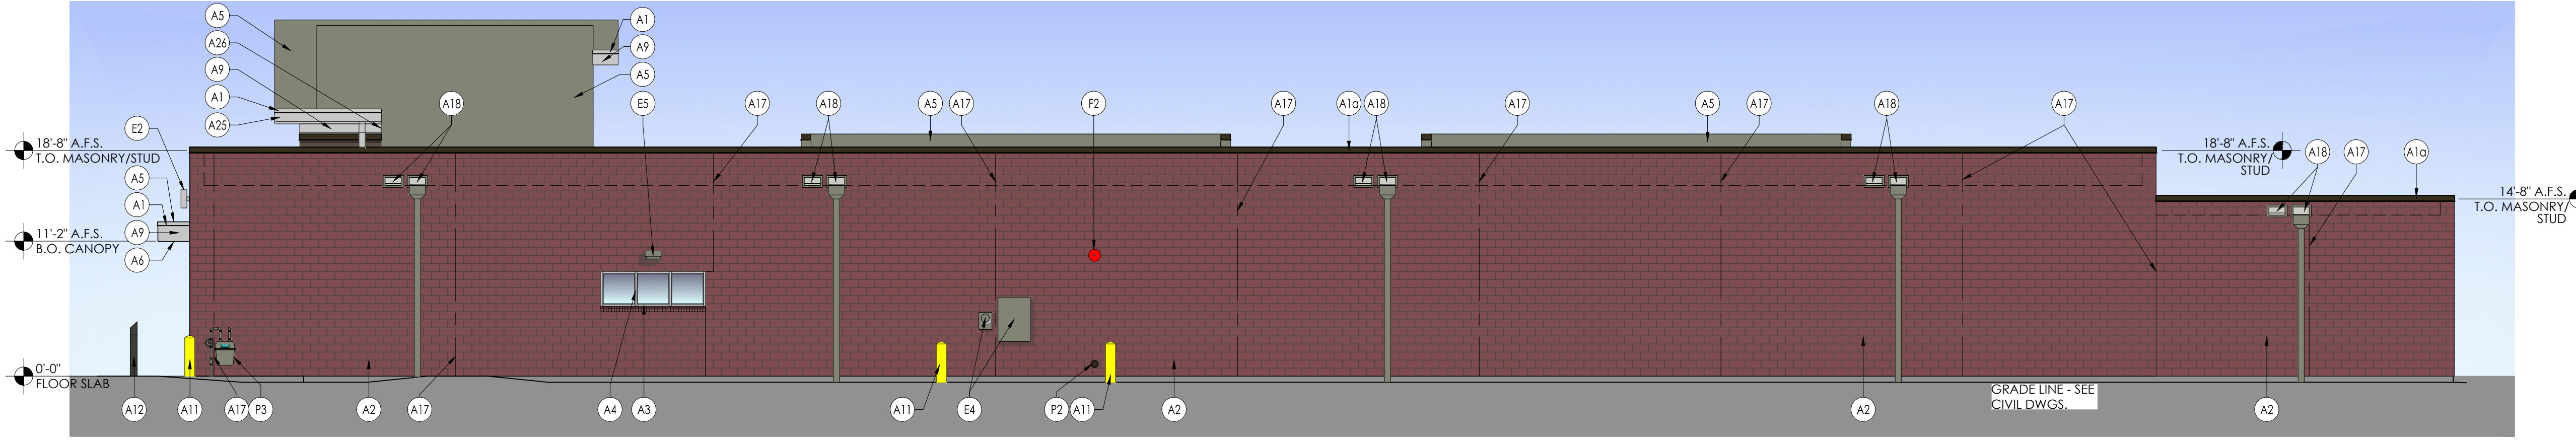 A5
A26
A9
A1
A25
A18
A1
A9
A5
E5
A17
A18
A5
A17
F2
A17
A1a
A18
A17
A5
A17
A18
A17
E2
18'-8" A.F.S.
T.O. MASONRY/STUD
A5
A1
A9
11'-2" A.F.S.
B.O. CANOPY
A6
18'-8" A.F.S.
T.O. MASONRY/
STUD
A18
A17
A1a
14'-8" A.F.S.
T.O. MASONRY/
STUD
0'-0"
FLOOR SLAB
A12
A11
A17
P3
A2
A17
A4
A3
A11
E4
P2
A11
A2
A2
GRADE LINE - SEE
CIVIL DWGS.
A2